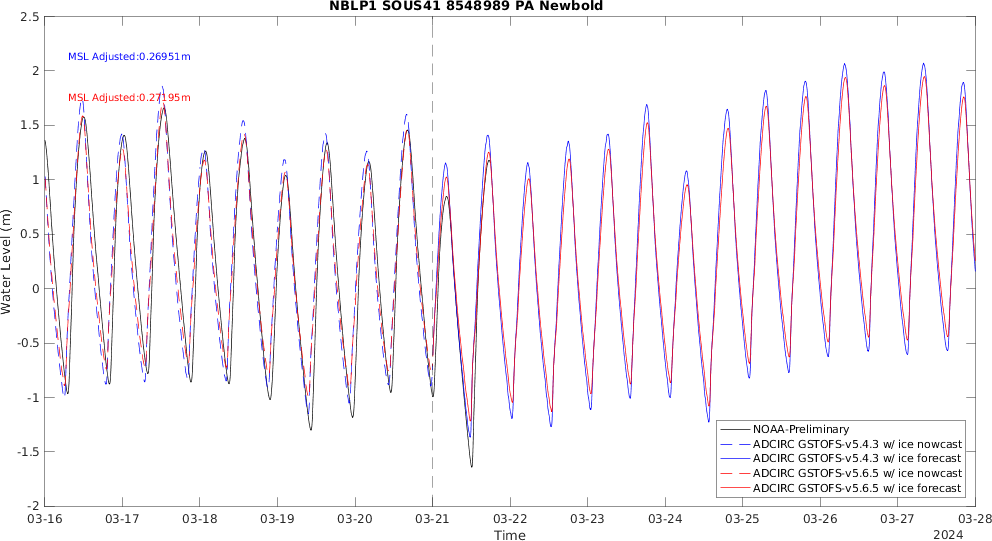 NBLP1 SOUS41 8548989 PA Newbold
2.5
2
1.5
1
0.5
0
-0.5
-1
-1.5
-2
Water Level (m)
MSL Adjusted:0.26951m
MSL Adjusted:0.27195m
NOAA-Preliminary
ADCIRC GSTOFS-v5.4.3 w/ ice nowcast
ADCIRC GSTOFS-v5.4.3 w/ ice forecast
ADCIRC GSTOFS-v5.6.5 w/ ice nowcast
ADCIRC GSTOFS-v5.6.5 w/ ice forecast
03-16 03-17 03-18 03-19 03-20 03-21 03-22 03-23 03-24 03-25 03-26 03-27 03-28
Time
2024